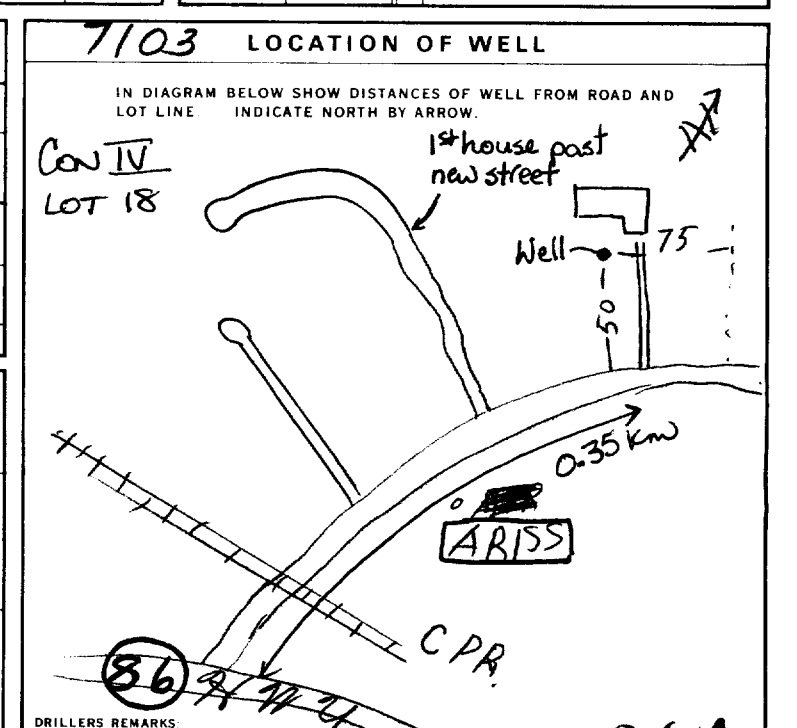 7103 LOCATION OF WELL
IN DIAGRAM BELOW SHOW DISTANCES OF WELL FROM ROAD AND
LOT LINE INDICATE NORTH BY ARROW.
CON IV
LOT 18
1st house past
new street
N
Well
75
50
0.35 km
ARISS
CPR.
86 HWY
DRILLERS REMARKS: